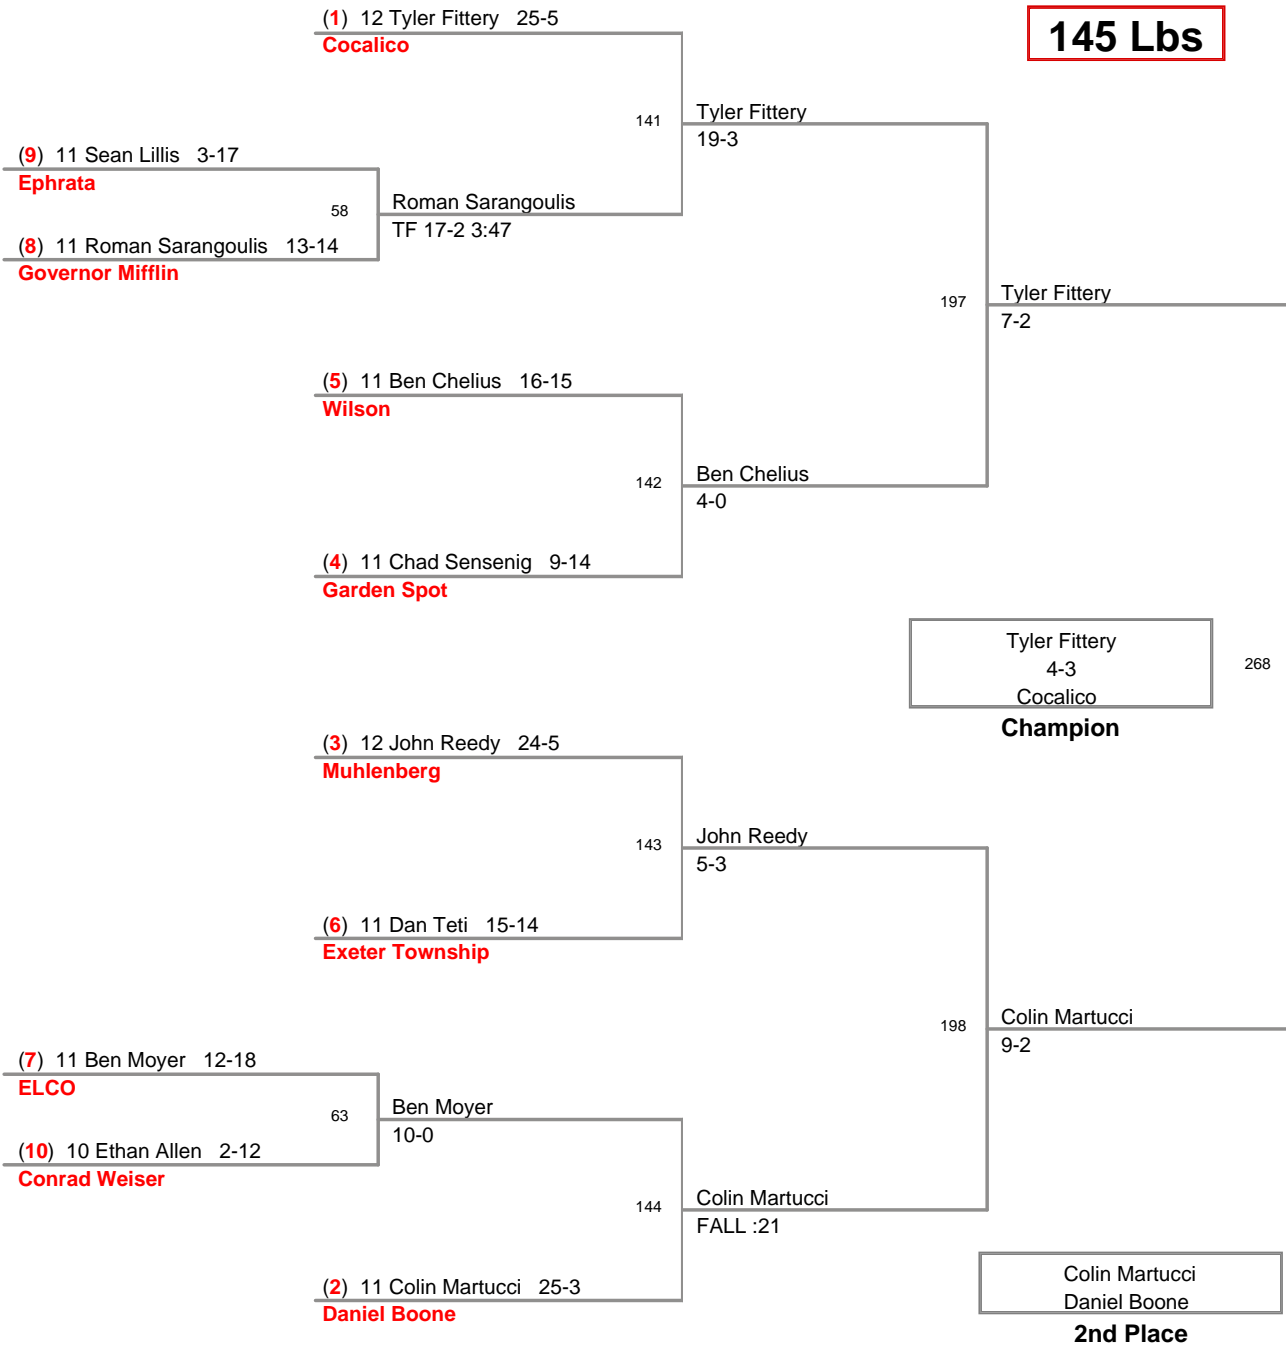 (1) 12 Tyler Fittery 25-5
Cocalico
145 Lbs
141
Tyler Fittery
19-3
(9) 11 Sean Lillis 3-17
Ephrata
58
Roman Sarangoulis
TF 17-2 3:47
(8) 11 Roman Sarangoulis 13-14
Governor Mifflin
197
Tyler Fittery
7-2
(5) 11 Ben Chelius 16-15
Wilson
142
Ben Chelius
4-0
(4) 11 Chad Sensenig 9-14
Garden Spot
Tyler Fittery
4-3
Cocalico
268
Champion
(3) 12 John Reedy 24-5
Muhlenberg
143
John Reedy
5-3
(6) 11 Dan Teti 15-14
Exeter Township
198
Colin Martucci
9-2
(7) 11 Ben Moyer 12-18
ELCO
63
Ben Moyer
10-0
(10) 10 Ethan Allen 2-12
Conrad Weiser
144
Colin Martucci
FALL :21
(2) 11 Colin Martucci 25-3
Daniel Boone
Colin Martucci
Daniel Boone
2nd Place